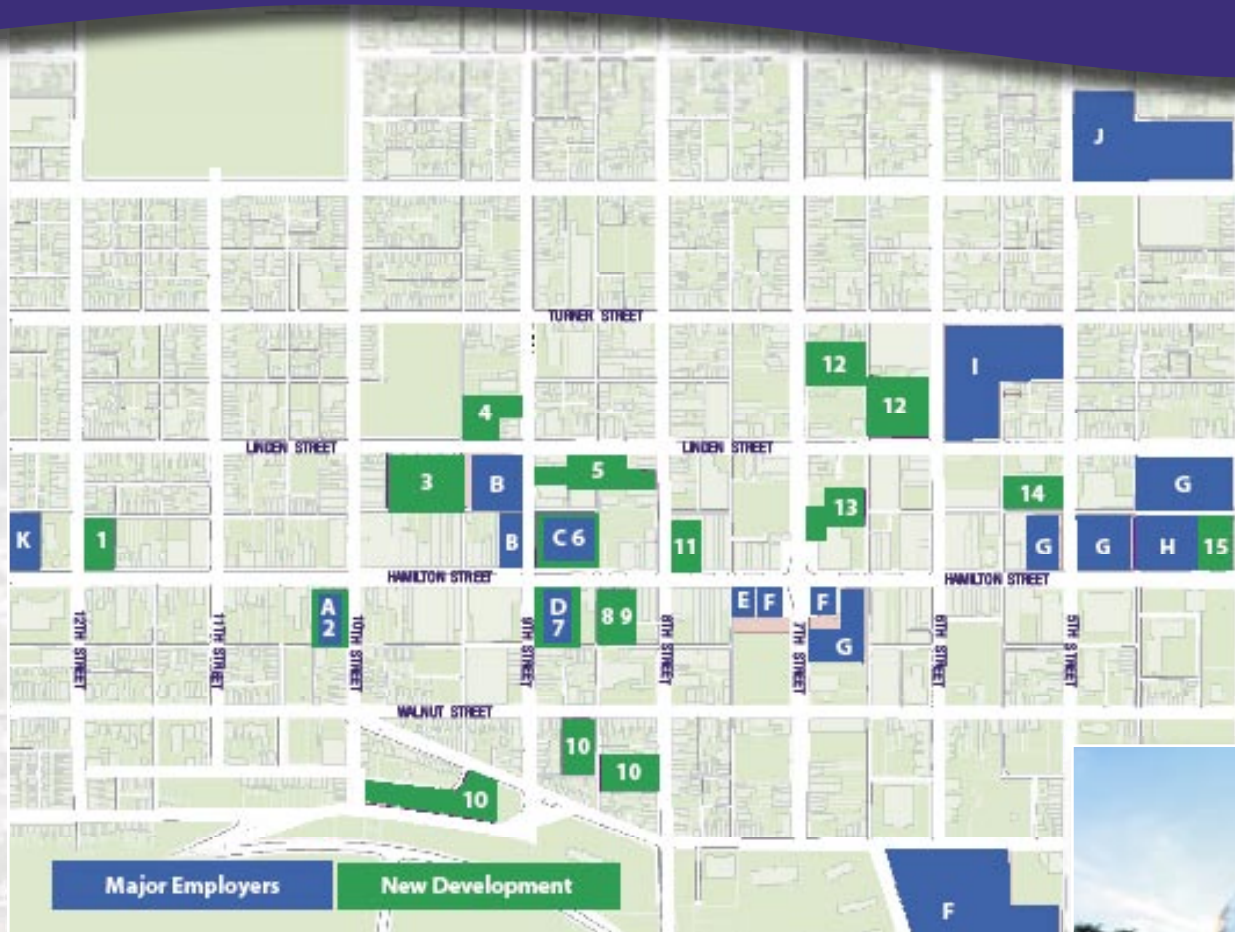 J
TURNER STREET
12
I
12
4
LINDEN STREET
LINDEN STREET
3
B
5
G
14
13
K
1
B
C 6
11
G
G
H
15
HAMILTON STREET
HAMILTON STREET
A
2
D
7
8 9
E
F
F
G
12TH STREET
11TH STREET
10TH STREET
9TH STREET
8TH STREET
7TH STREET
6TH STREET
5TH STREET
WALNUT STREET
10
10
10
Major Employers
New Development
F